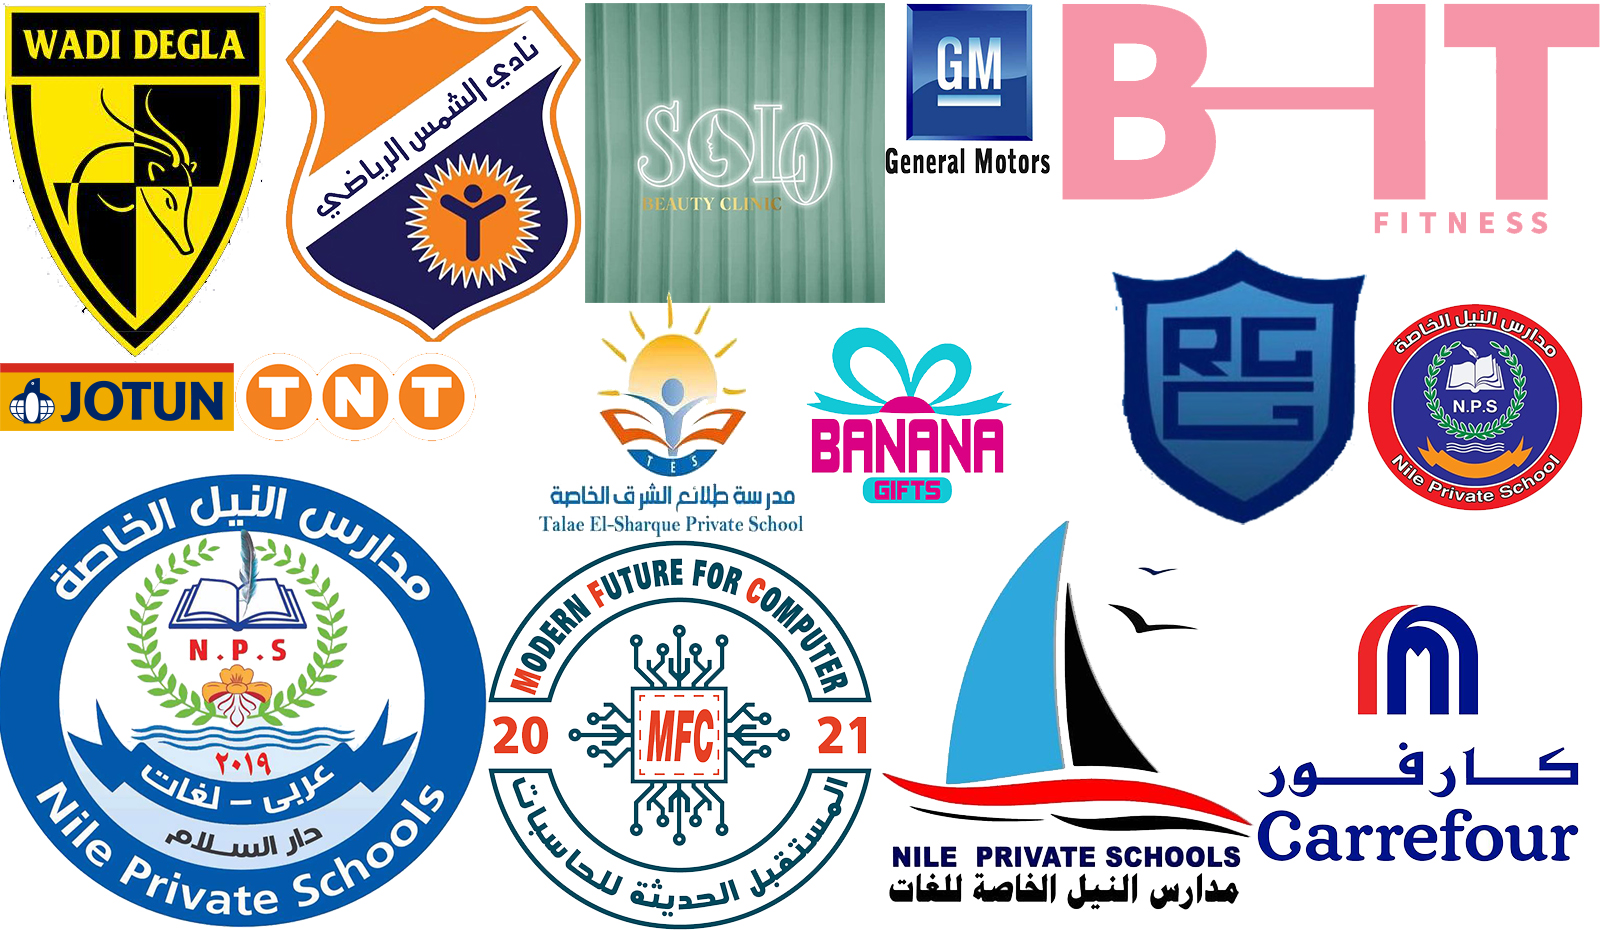 WADI DEGLA
نادي الشمس الرياضي
SOLO
BEAUTY CLINIC
GM
General Motors
B-HIT
FITNESS
JOTUN
TNT
TES
مدرسة طلائع الشرق الخاصة
Talae El-Sharque Private School
BANANA
GIFTS
RG
G
مدارس النيل الخاصة
N.P.S
Nile Private School
مدارس النيل الخاصة
N.P.S
٢٠١٩
عربى - لغات
دار السلام
Nile Private Schools
MODERN FUTURE FOR COMPUTER
20 21
MFC
المستقبل الحديثة للحاسبات
NILE PRIVATE SCHOOLS
مدارس النيل الخاصة للغات
كارفور
Carrefour